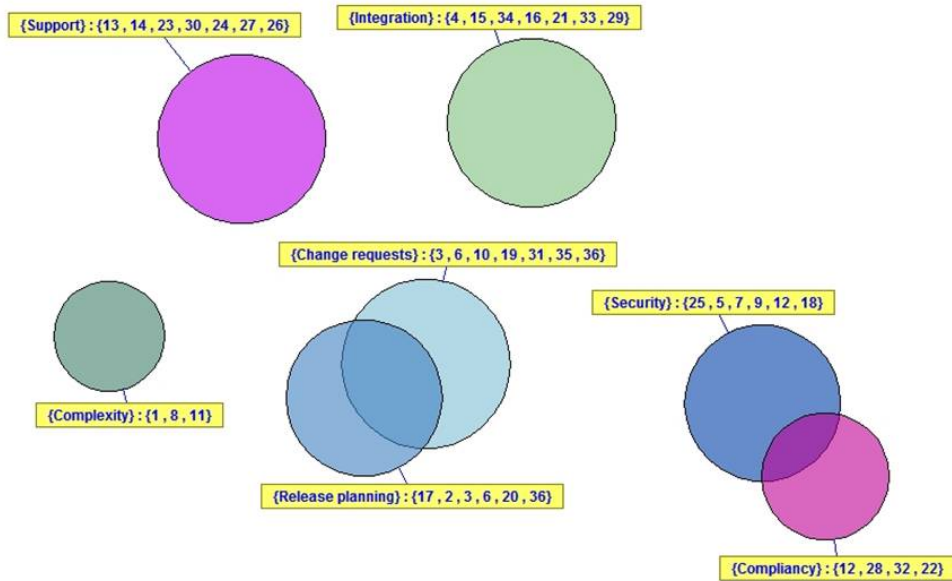 {Support} : {13 , 14 , 23 , 30 , 24 , 27 , 26}
{Integration} : {4 , 15 , 34 , 16 , 21 , 33 , 29}
{Change requests} : {3 , 6 , 10 , 19 , 31 , 35 , 36}
{Security} : {25 , 5 , 7 , 9 , 12 , 18}
{Complexity} : {1 , 8 , 11}
{Release planning} : {17 , 2 , 3 , 6 , 20 , 36}
{Compliancy} : {12 , 28 , 32 , 22}